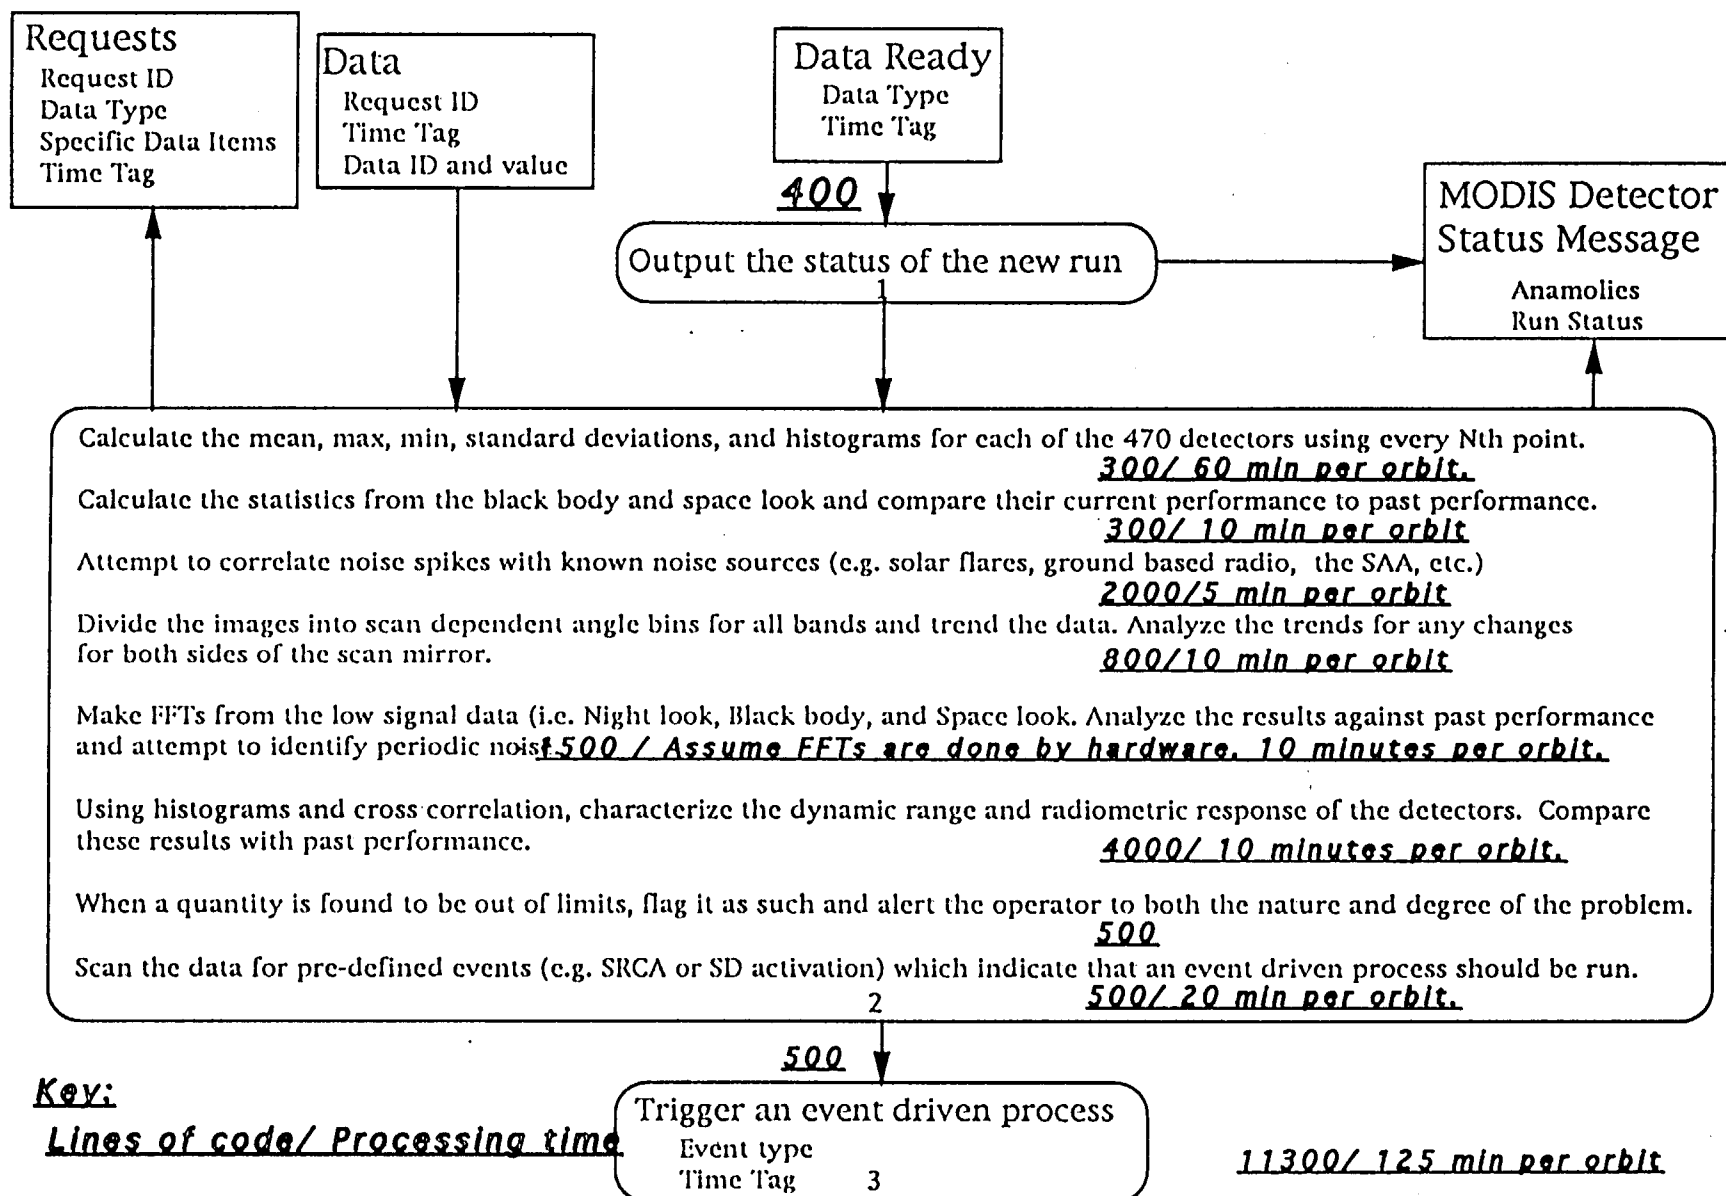 Requests
Request ID
Data Type
Specific Data Items
Time Tag
Data
Request ID
Time Tag
Data ID and value
Data Ready
Data Type
Time Tag
400
MODIS Detector
Status Message
Anamolies
Run Status
Output the status of the new run
1
Calculate the mean, max, min, standard deviations, and histograms for each of the 470 detectors using every Nth point.
300/ 60 min per orbit.
Calculate the statistics from the black body and space look and compare their current performance to past performance.
300/ 10 min per orbit
Attempt to correlate noise spikes with known noise sources (e.g. solar flares, ground based radio, the SAA, etc.)
2000/5 min per orbit
Divide the images into scan dependent angle bins for all bands and trend the data. Analyze the trends for any changes
for both sides of the scan mirror.
800/10 min per orbit
Make FFTs from the low signal data (i.e. Night look, Black body, and Space look. Analyze the results against past performance
and attempt to identify periodic nois 1500 / Assume FFTs are done by hardware. 10 minutes per orbit.
Using histograms and cross correlation, characterize the dynamic range and radiometric response of the detectors. Compare
these results with past performance.
4000/ 10 minutes per orbit.
When a quantity is found to be out of limits, flag it as such and alert the operator to both the nature and degree of the problem.
500
Scan the data for pre-defined events (e.g. SRCA or SD activation) which indicate that an event driven process should be run.
500/ 20 min per orbit.
2
500
Key:
Lines of code/ Processing time
Trigger an event driven process
Event type
Time Tag
3
11300/ 125 min per orbit